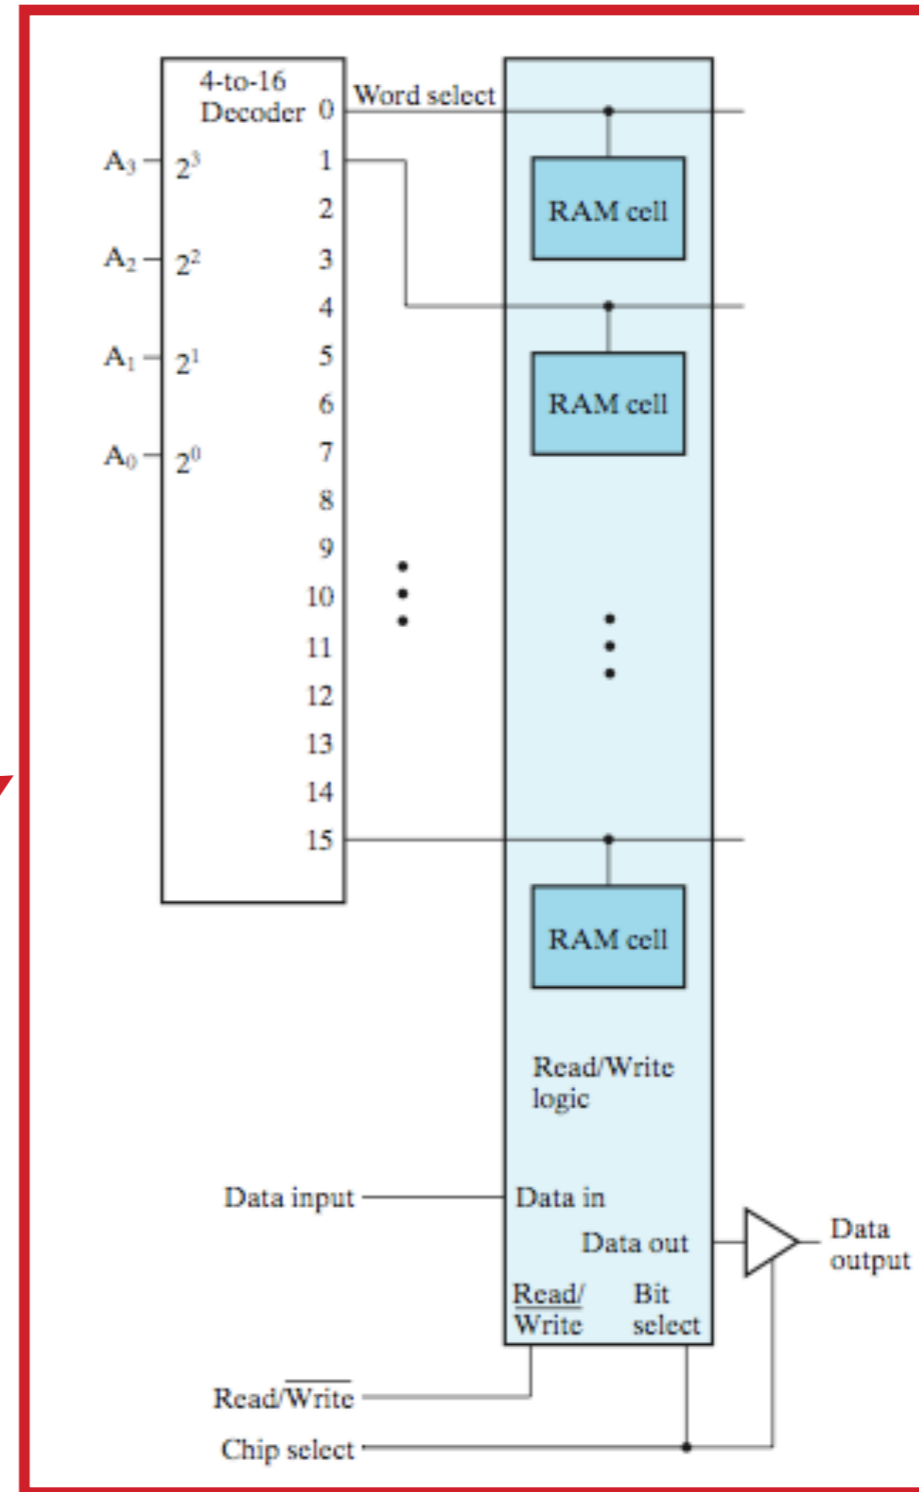 4-to-16
Decoder
0
Word select
A₃
2³
1
2
A₂
2²
3
4
A₁
2¹
5
6
A₀
2⁰
7
8
9
10
11
12
13
14
15
RAM cell
RAM cell
RAM cell
Read/Write
logic
Data input
Data in
Data out
Data
output
Read/
W̅r̅i̅t̅e̅
Bit
select
Read/W̅r̅i̅t̅e̅
Chip select